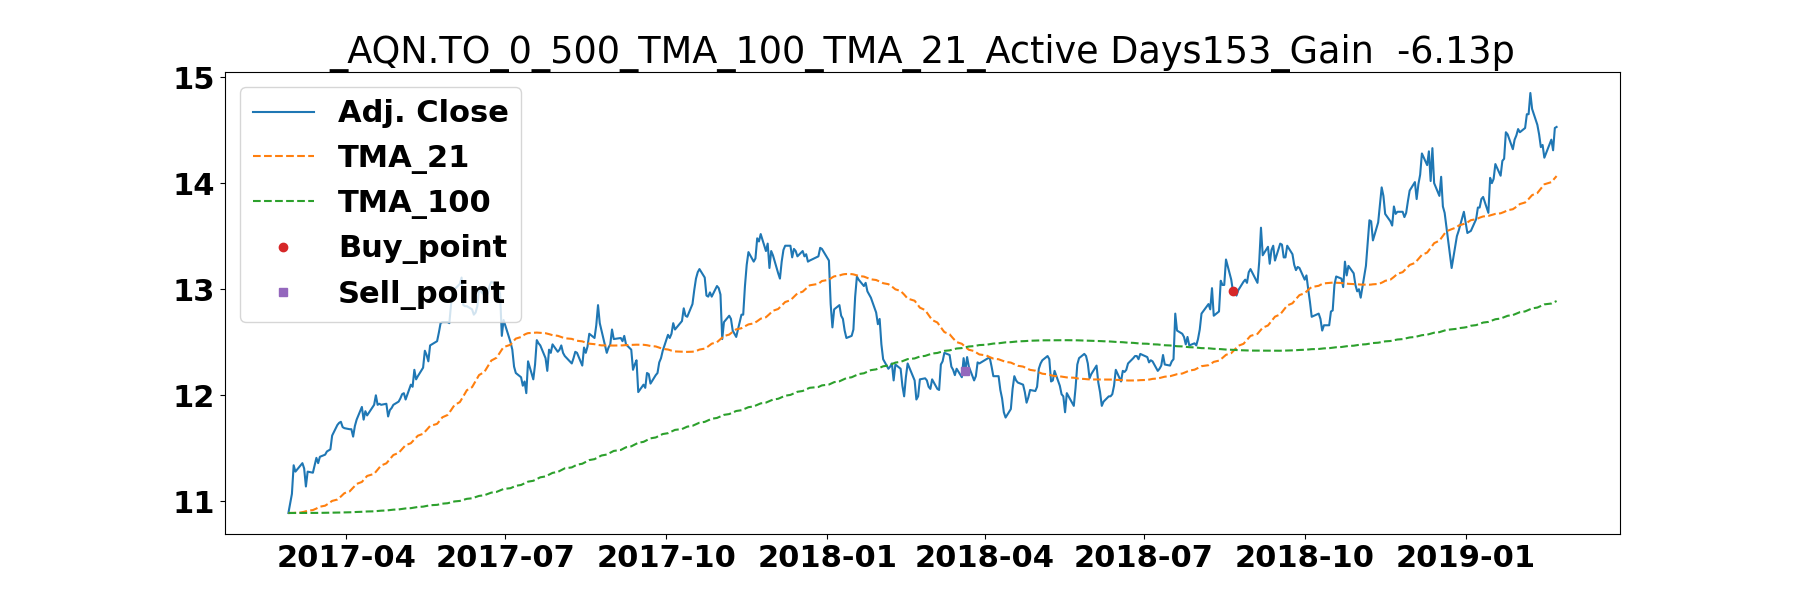 _AQN.TO_0_500_TMA_100_TMA_21_Active Days153_Gain  -6.13p
15
14
13
12
11
Adj. Close
TMA_21
TMA_100
Buy_point
Sell_point
2017-04 2017-07 2017-10 2018-01 2018-04 2018-07 2018-10 2019-01